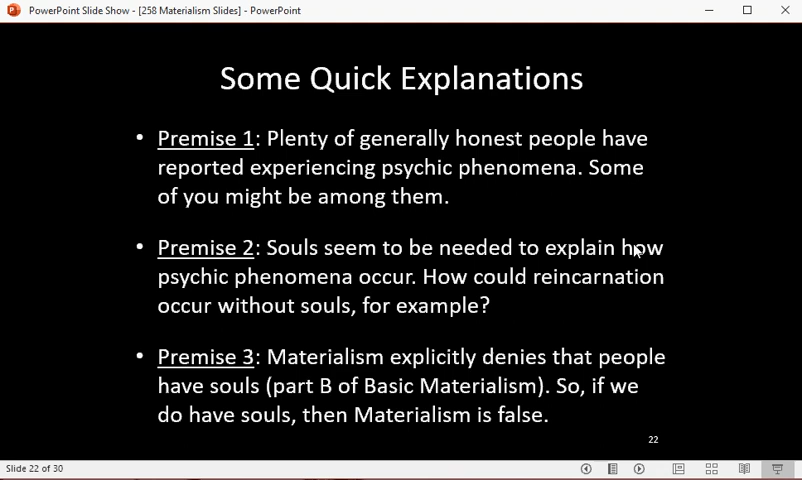 PowerPoint Slide Show - [258 Materialism Slides] - PowerPoint
Some Quick Explanations
• Premise 1: Plenty of generally honest people have
reported experiencing psychic phenomena. Some
of you might be among them.
• Premise 2: Souls seem to be needed to explain how
psychic phenomena occur. How could reincarnation
occur without souls, for example?
• Premise 3: Materialism explicitly denies that people
have souls (part B of Basic Materialism). So, if we
do have souls, then Materialism is false.
22
Slide 22 of 30